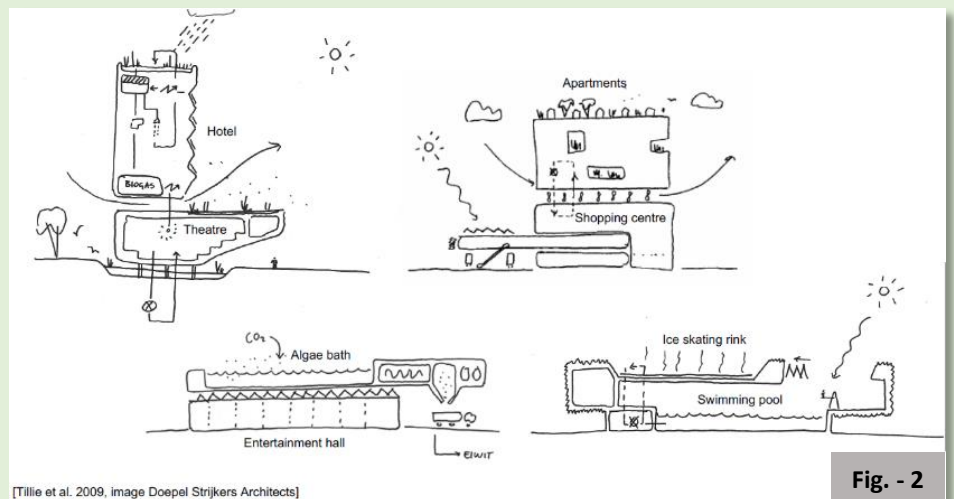 Hotel
BIOGAS
Theatre
Apartments
Shopping centre
CO₂
Algae bath
Entertainment hall
EIWIT
Ice skating rink
Swimming pool
[Tillie et al. 2009, image Doepel Strijkers Architects]
Fig. - 2